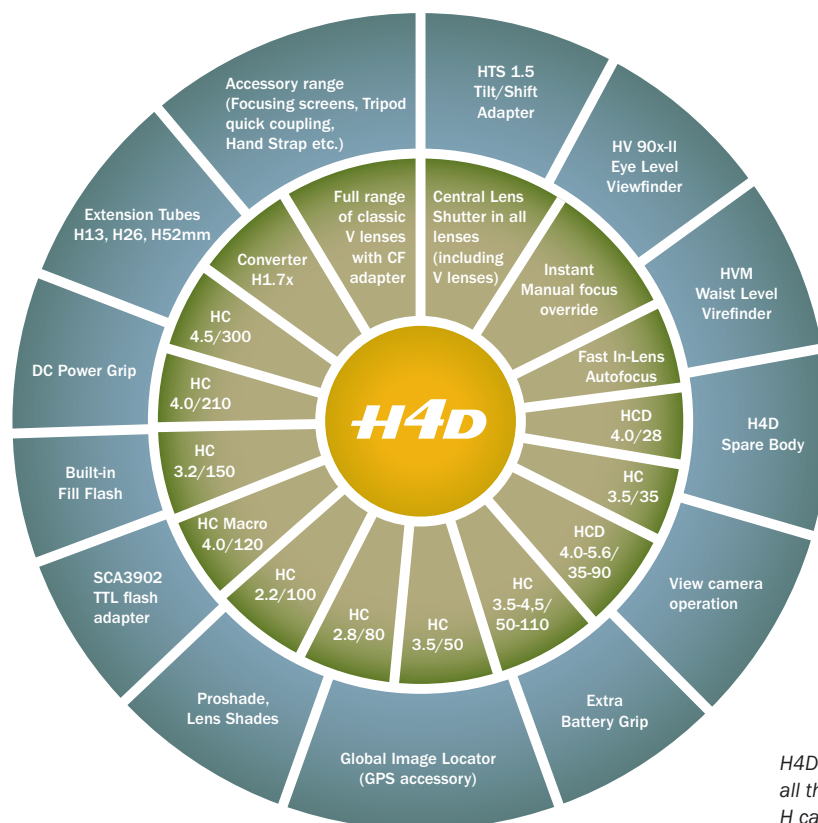 Accessory range
(Focusing screens, Tripod
quick coupling,
Hand Strap etc.)
HTS 1.5
Tilt/Shift
Adapter
HV 90x-II
Eye Level
Viewfinder
HVM
Waist Level
Virefinder
H4D
Spare Body
View camera
operation
Extra
Battery Grip
Global Image Locator
(GPS accessory)
Proshade,
Lens Shades
SCA3902
TTL flash
adapter
Built-in
Fill Flash
DC Power Grip
Extension Tubes
H13, H26, H52mm
Full range
of classic
V lenses
with CF
adapter
Central Lens
Shutter in all
lenses
(including
V lenses)
Instant
Manual focus
override
Fast In-Lens
Autofocus
HCD
4.0/28
HC
3.5/35
HCD
4.0-5.6/
35-90
HC
3.5-4,5/
50-110
HC
3.5/50
HC
2.8/80
HC
2.2/100
HC Macro
4.0/120
HC
3.2/150
HC
4.0/210
HC
4.5/300
Converter
H1.7x
H4D
H4D
all th
H ca